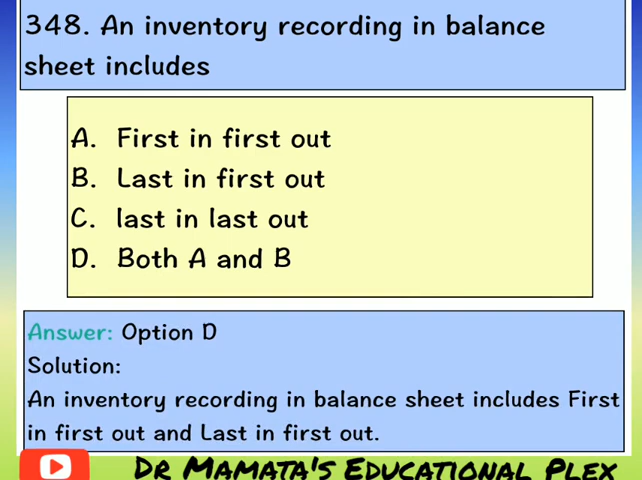 348. An inventory recording in balance
sheet includes
A. First in first out
B. Last in first out
C. last in last out
D. Both A and B
Answer: Option D
Solution:
An inventory recording in balance sheet includes First
in first out and Last in first out.
Dr Mamata's Educational Plex